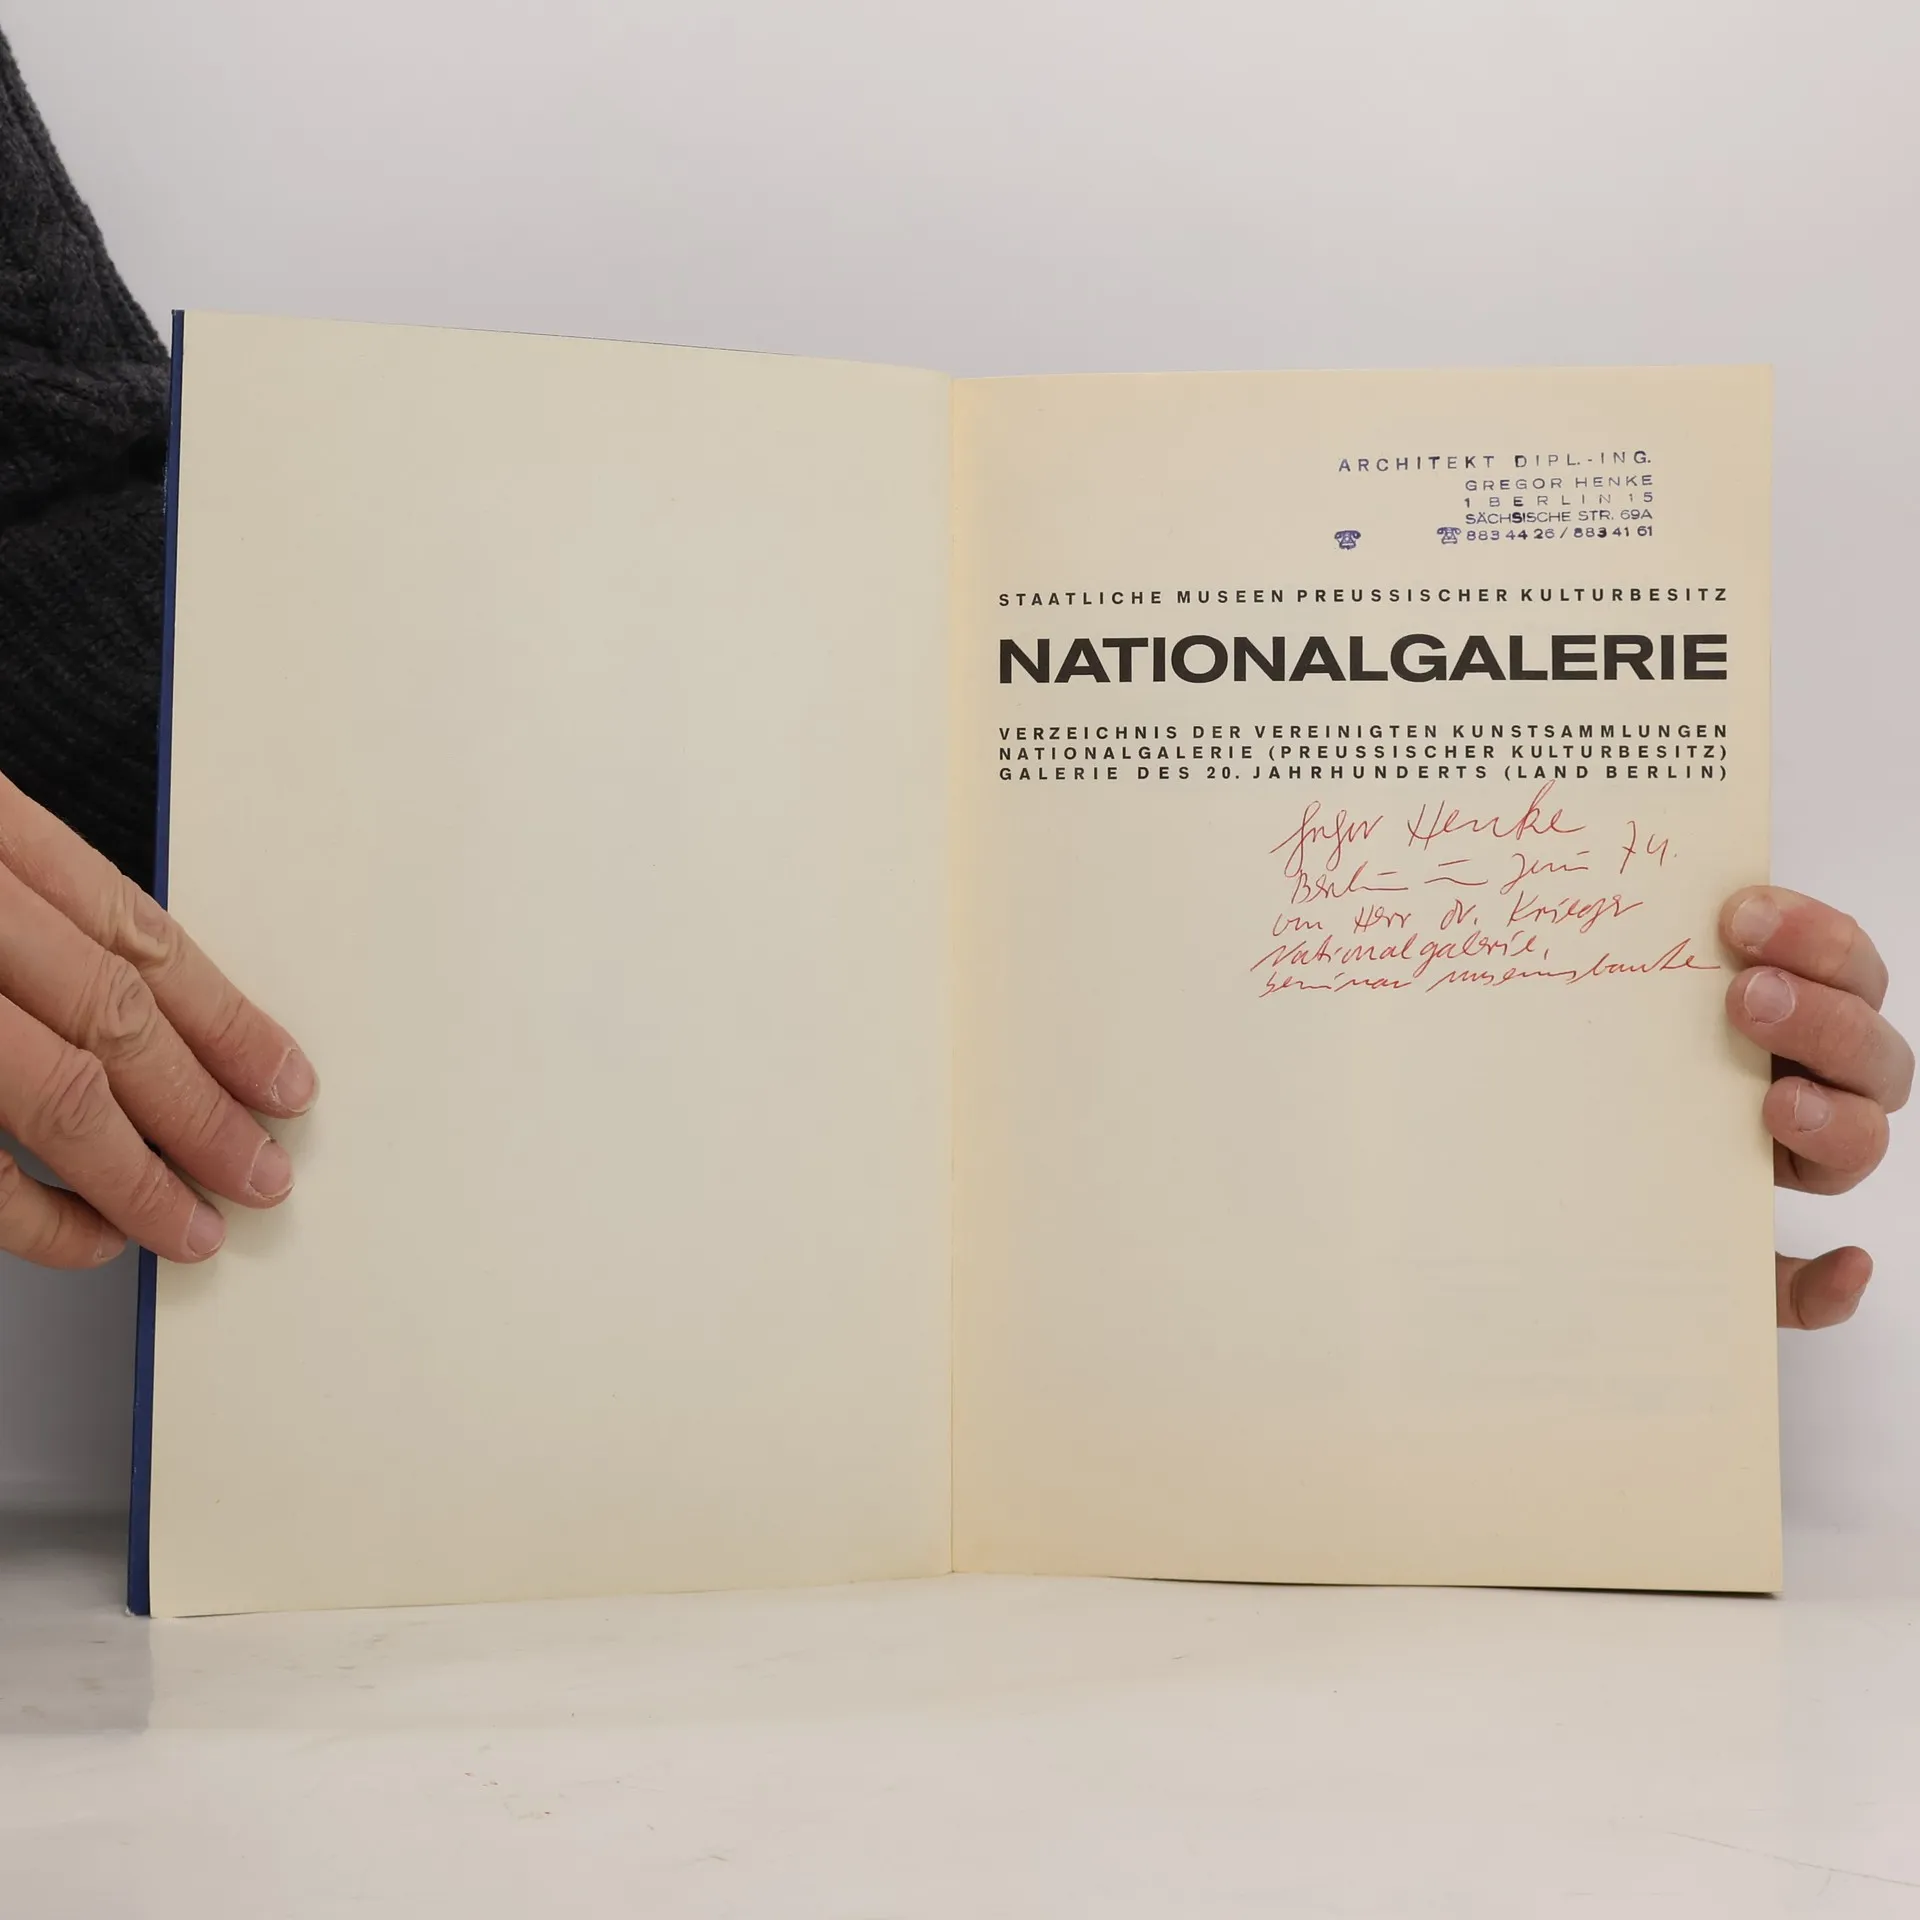 ARCHITEKT DIPL.-ING.
GREGOR HENKE
1 BERLIN 15
SÄCHSISCHE STR. 69A
883 44 26 / 883 41 61
STAATLICHE MUSEEN PREUSSISCHER KULTURBESITZ
NATIONALGALERIE
VERZEICHNIS DER VEREINIGTEN KUNSTSAMMLUNGEN
NATIONALGALERIE (PREUSSISCHER KULTURBESITZ)
GALERIE DES 20. JAHRHUNDERTS (LAND BERLIN)
Gregor Henke
Berlin 74.
von Herr Dr. Krieger
Nationalgalerie,
Seminar